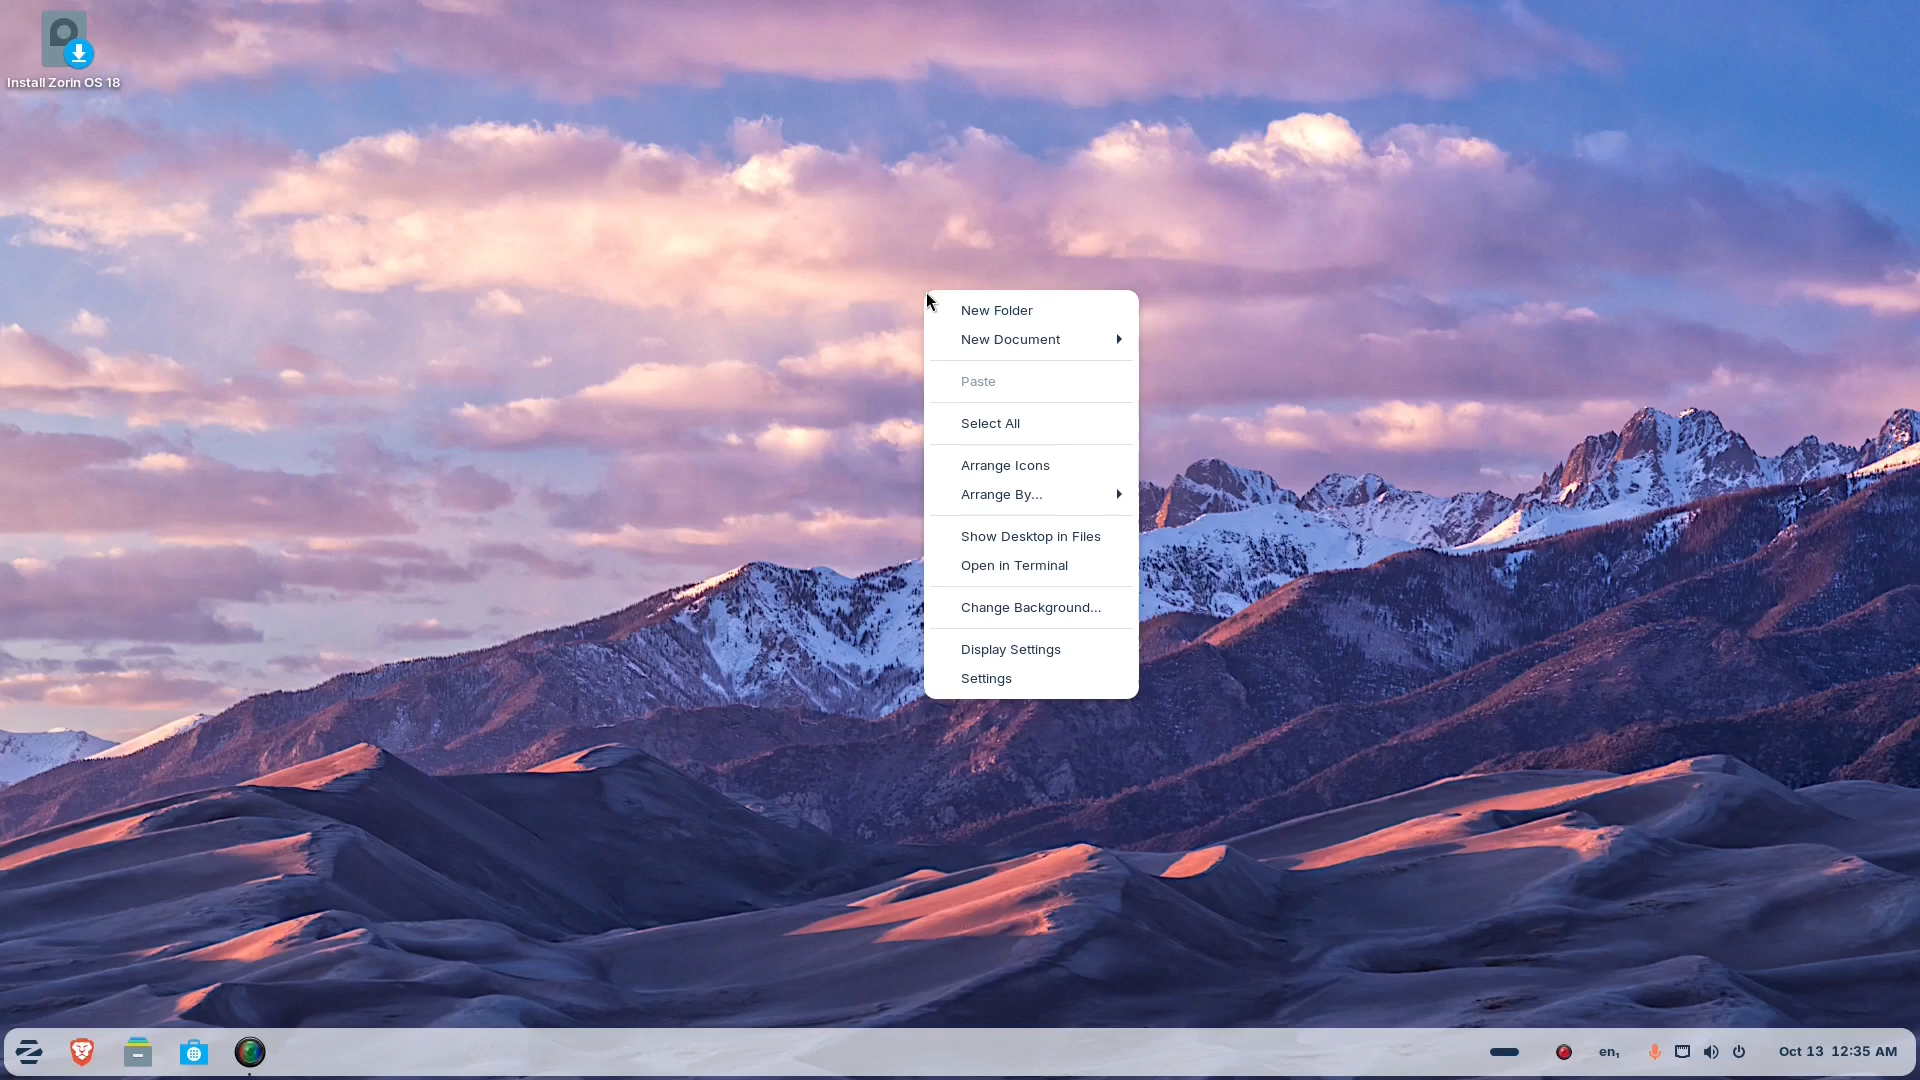 Install Zorin OS 18
New Folder
New Document
Paste
Select All
Arrange Icons
Arrange By...
Show Desktop in Files
Open in Terminal
Change Background...
Display Settings
Settings
en₁
Oct 13 12:35 AM